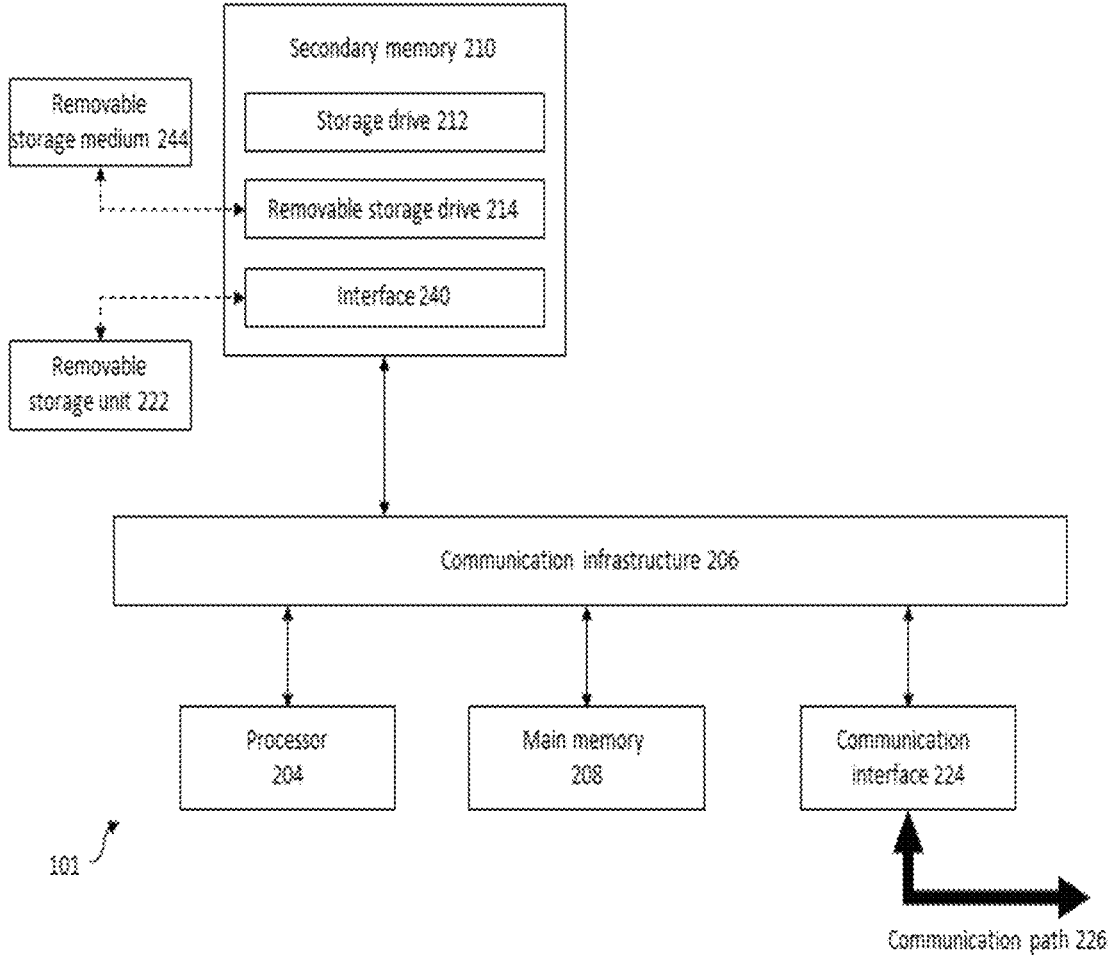 Secondary memory 210
Removable
storage medium 244
Storage drive 212
Removable storage drive 214
Interface 240
Removable
storage unit 222
Communication infrastructure 206
Processor
204
Main memory
208
Communication
interface 224
101
Communication path 226